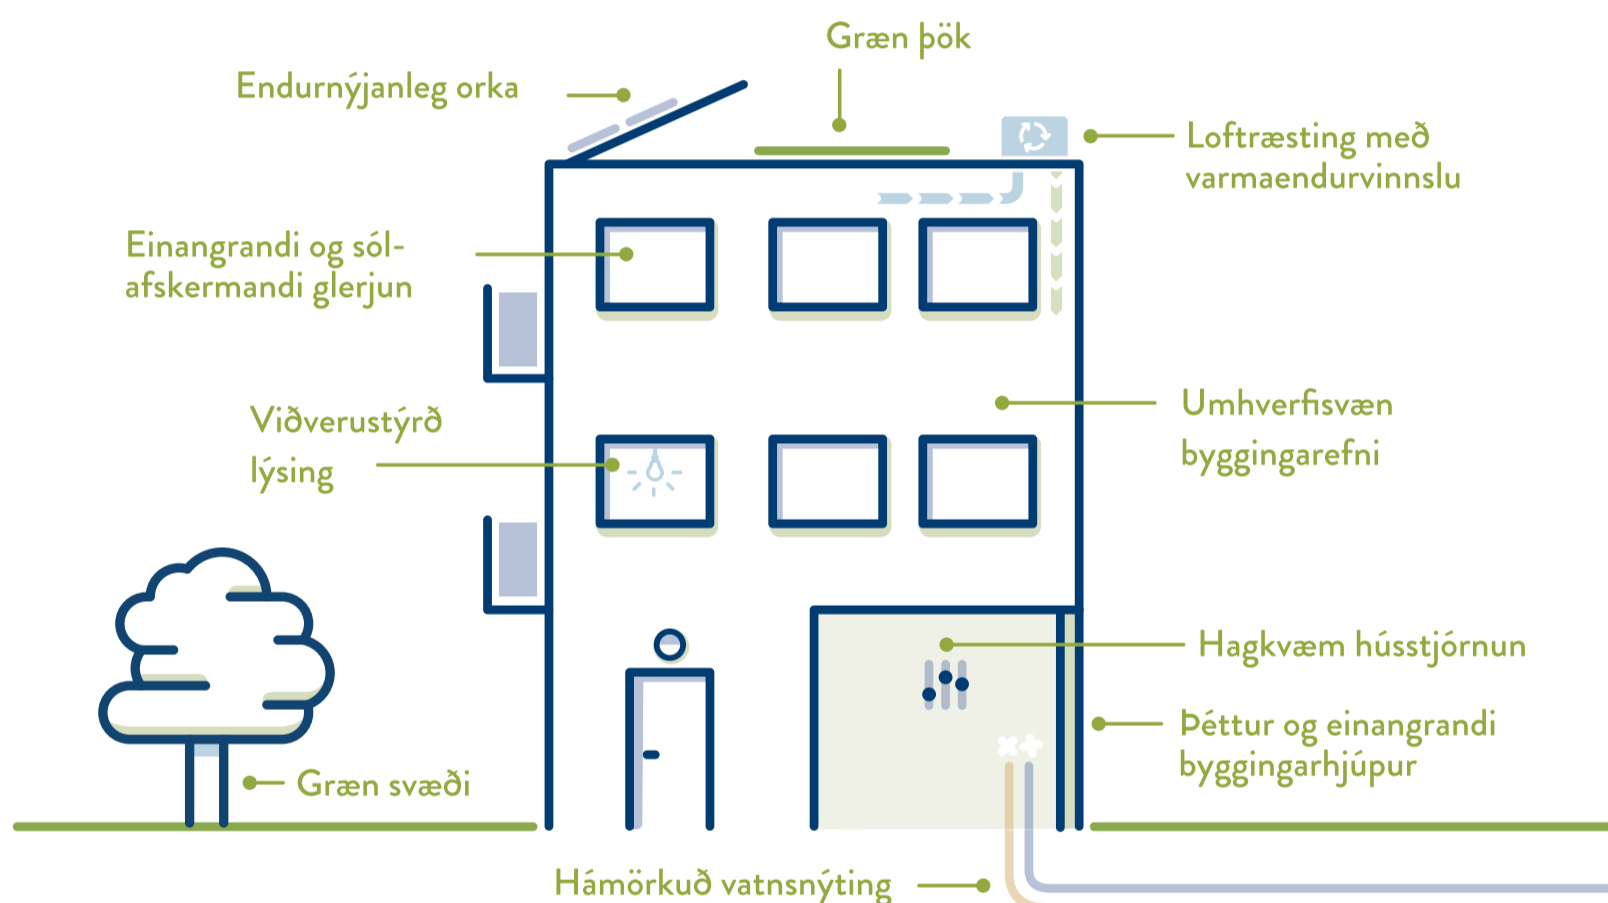 Græn þök
Endurnýjanleg orka
Loftræsting með
varmaendurvinnslu
Einangrandi og sól-
afskermandi glerjun
Umhverfisvæn
byggingarefni
Viðverustýrð
lýsing
Hagkvæm hússtjórnun
Þéttur og einangrandi
byggingarhjúpur
Græn svæði
Hámörkuð vatnsnýting